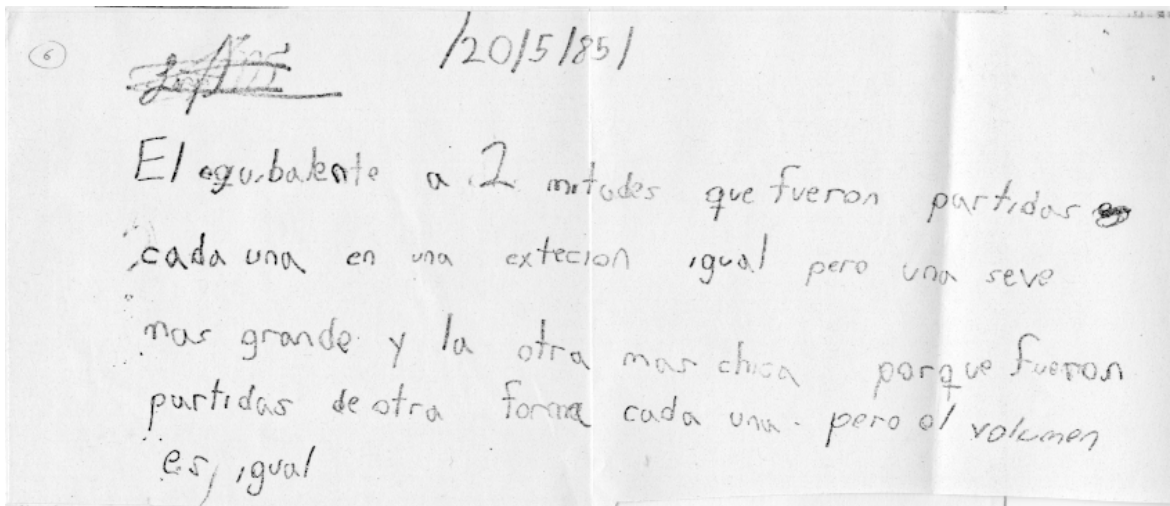 6
/20/5/85/
El equibalente a 2 mitades que fueron partidas
cada una en una extecion igual pero una seve
mas grande y la otra mas chica porque fueron
partidas de otra forma cada una. pero el volumen
es igual